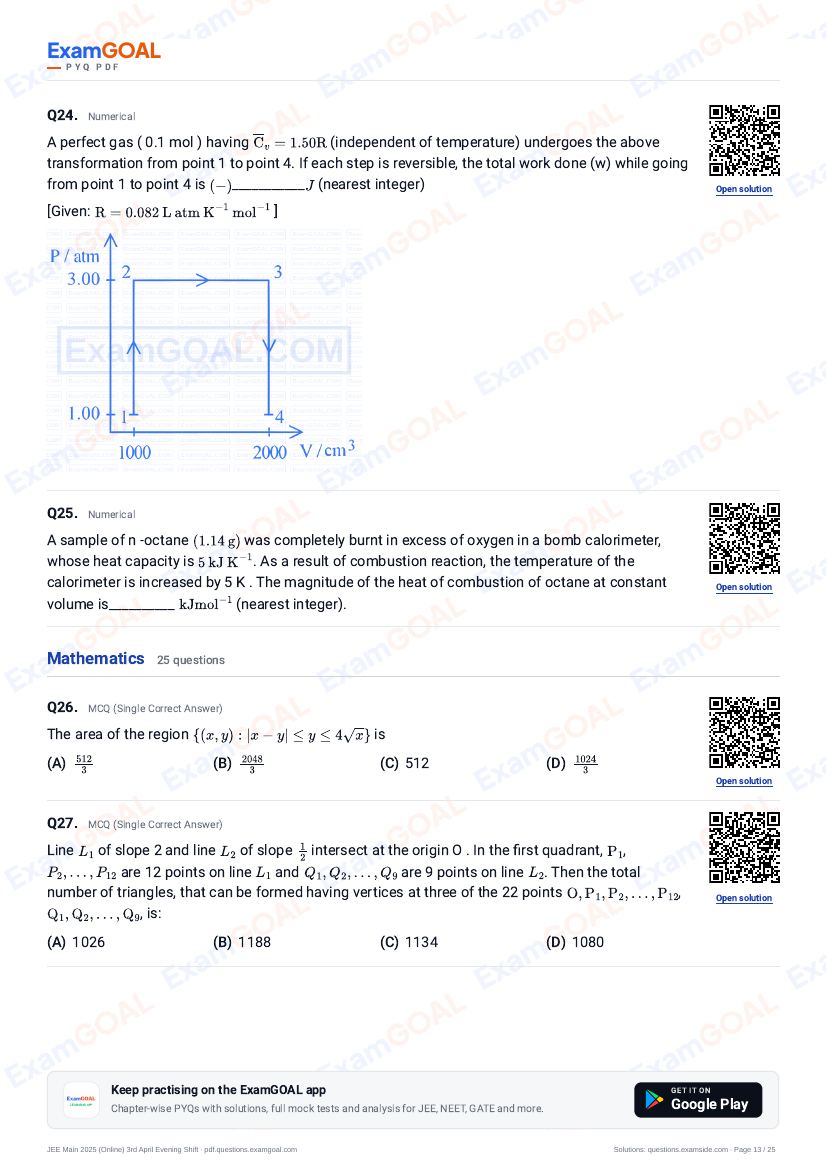 ExamGOAL
PYQ PDF
Q24. Numerical
A perfect gas ( 0.1 mol ) having C̅ᵥ = 1.50R (independent of temperature) undergoes the above
transformation from point 1 to point 4. If each step is reversible, the total work done (w) while going
from point 1 to point 4 is (−)___________J (nearest integer)
[Given: R = 0.082 L atm K⁻¹ mol⁻¹ ]
Open solution
P / atm
3.00
2
3
ExamGOAL.COM
1.00
1
4
1000
2000
V / cm³
Q25. Numerical
A sample of n -octane (1.14 g) was completely burnt in excess of oxygen in a bomb calorimeter,
whose heat capacity is 5 kJ K⁻¹. As a result of combustion reaction, the temperature of the
calorimeter is increased by 5 K . The magnitude of the heat of combustion of octane at constant
volume is__________ kJmol⁻¹ (nearest integer).
Open solution
Mathematics 25 questions
Q26. MCQ (Single Correct Answer)
The area of the region {(x, y) : |x − y| ≤ y ≤ 4√x} is
(A) 512/3 (B) 2048/3 (C) 512 (D) 1024/3
Open solution
Q27. MCQ (Single Correct Answer)
Line L₁ of slope 2 and line L₂ of slope 1/2 intersect at the origin O . In the first quadrant, P₁,
P₂, . . . , P₁₂ are 12 points on line L₁ and Q₁, Q₂, . . . , Q₉ are 9 points on line L₂. Then the total
number of triangles, that can be formed having vertices at three of the 22 points O, P₁, P₂, . . . , P₁₂,
Q₁, Q₂, . . . , Q₉, is:
(A) 1026 (B) 1188 (C) 1134 (D) 1080
Open solution
Keep practising on the ExamGOAL app
Chapter-wise PYQs with solutions, full mock tests and analysis for JEE, NEET, GATE and more.
GET IT ON
Google Play
JEE Main 2025 (Online) 3rd April Evening Shift · pdf.questions.examgoal.com
Solutions: questions.examside.com · Page 13 / 25